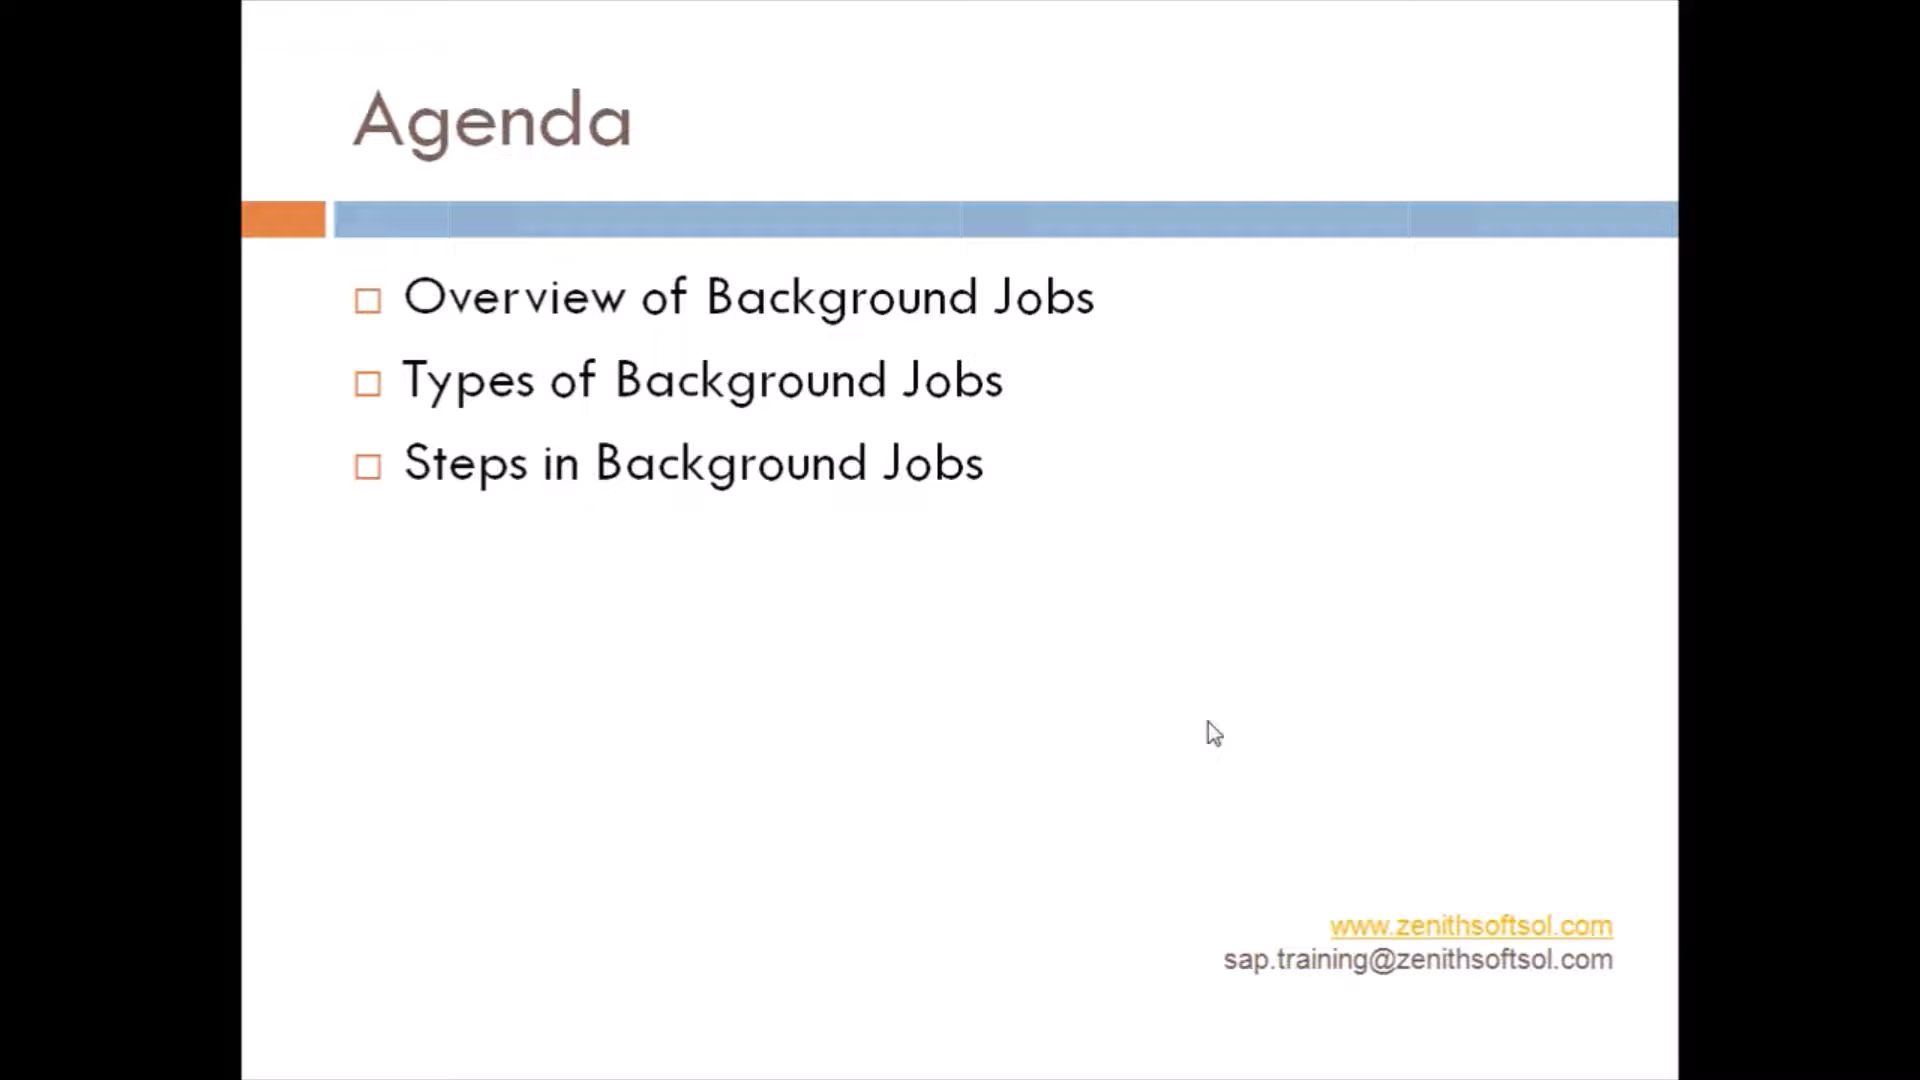 Agenda
Overview of Background Jobs
Types of Background Jobs
Steps in Background Jobs
www.zenithsoftsol.com
sap.training@zenithsoftsol.com